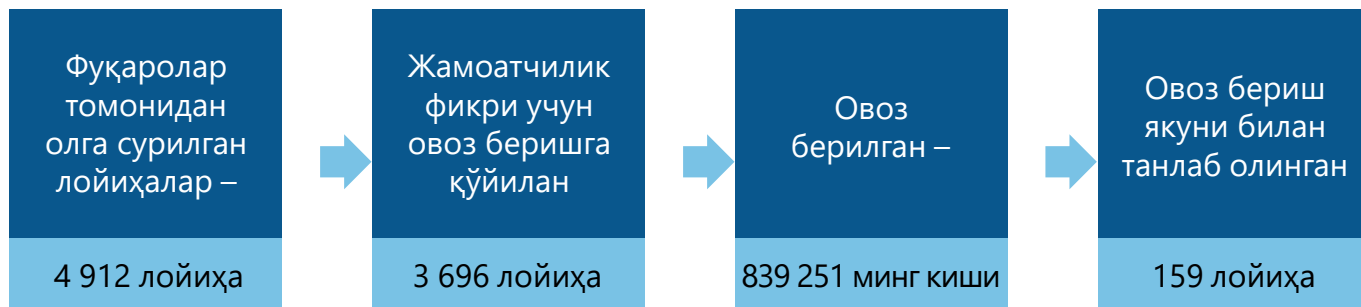 Фуқаролар
томонидан
олга сурилган
лойиҳалар –
4 912 лойиҳа
Жамоатчилик
фикри учун
овоз беришга
қўйилан
3 696 лойиҳа
Овоз
берилган –
839 251 минг киши
Овоз бериш
якуни билан
танлаб олинган
159 лойиҳа